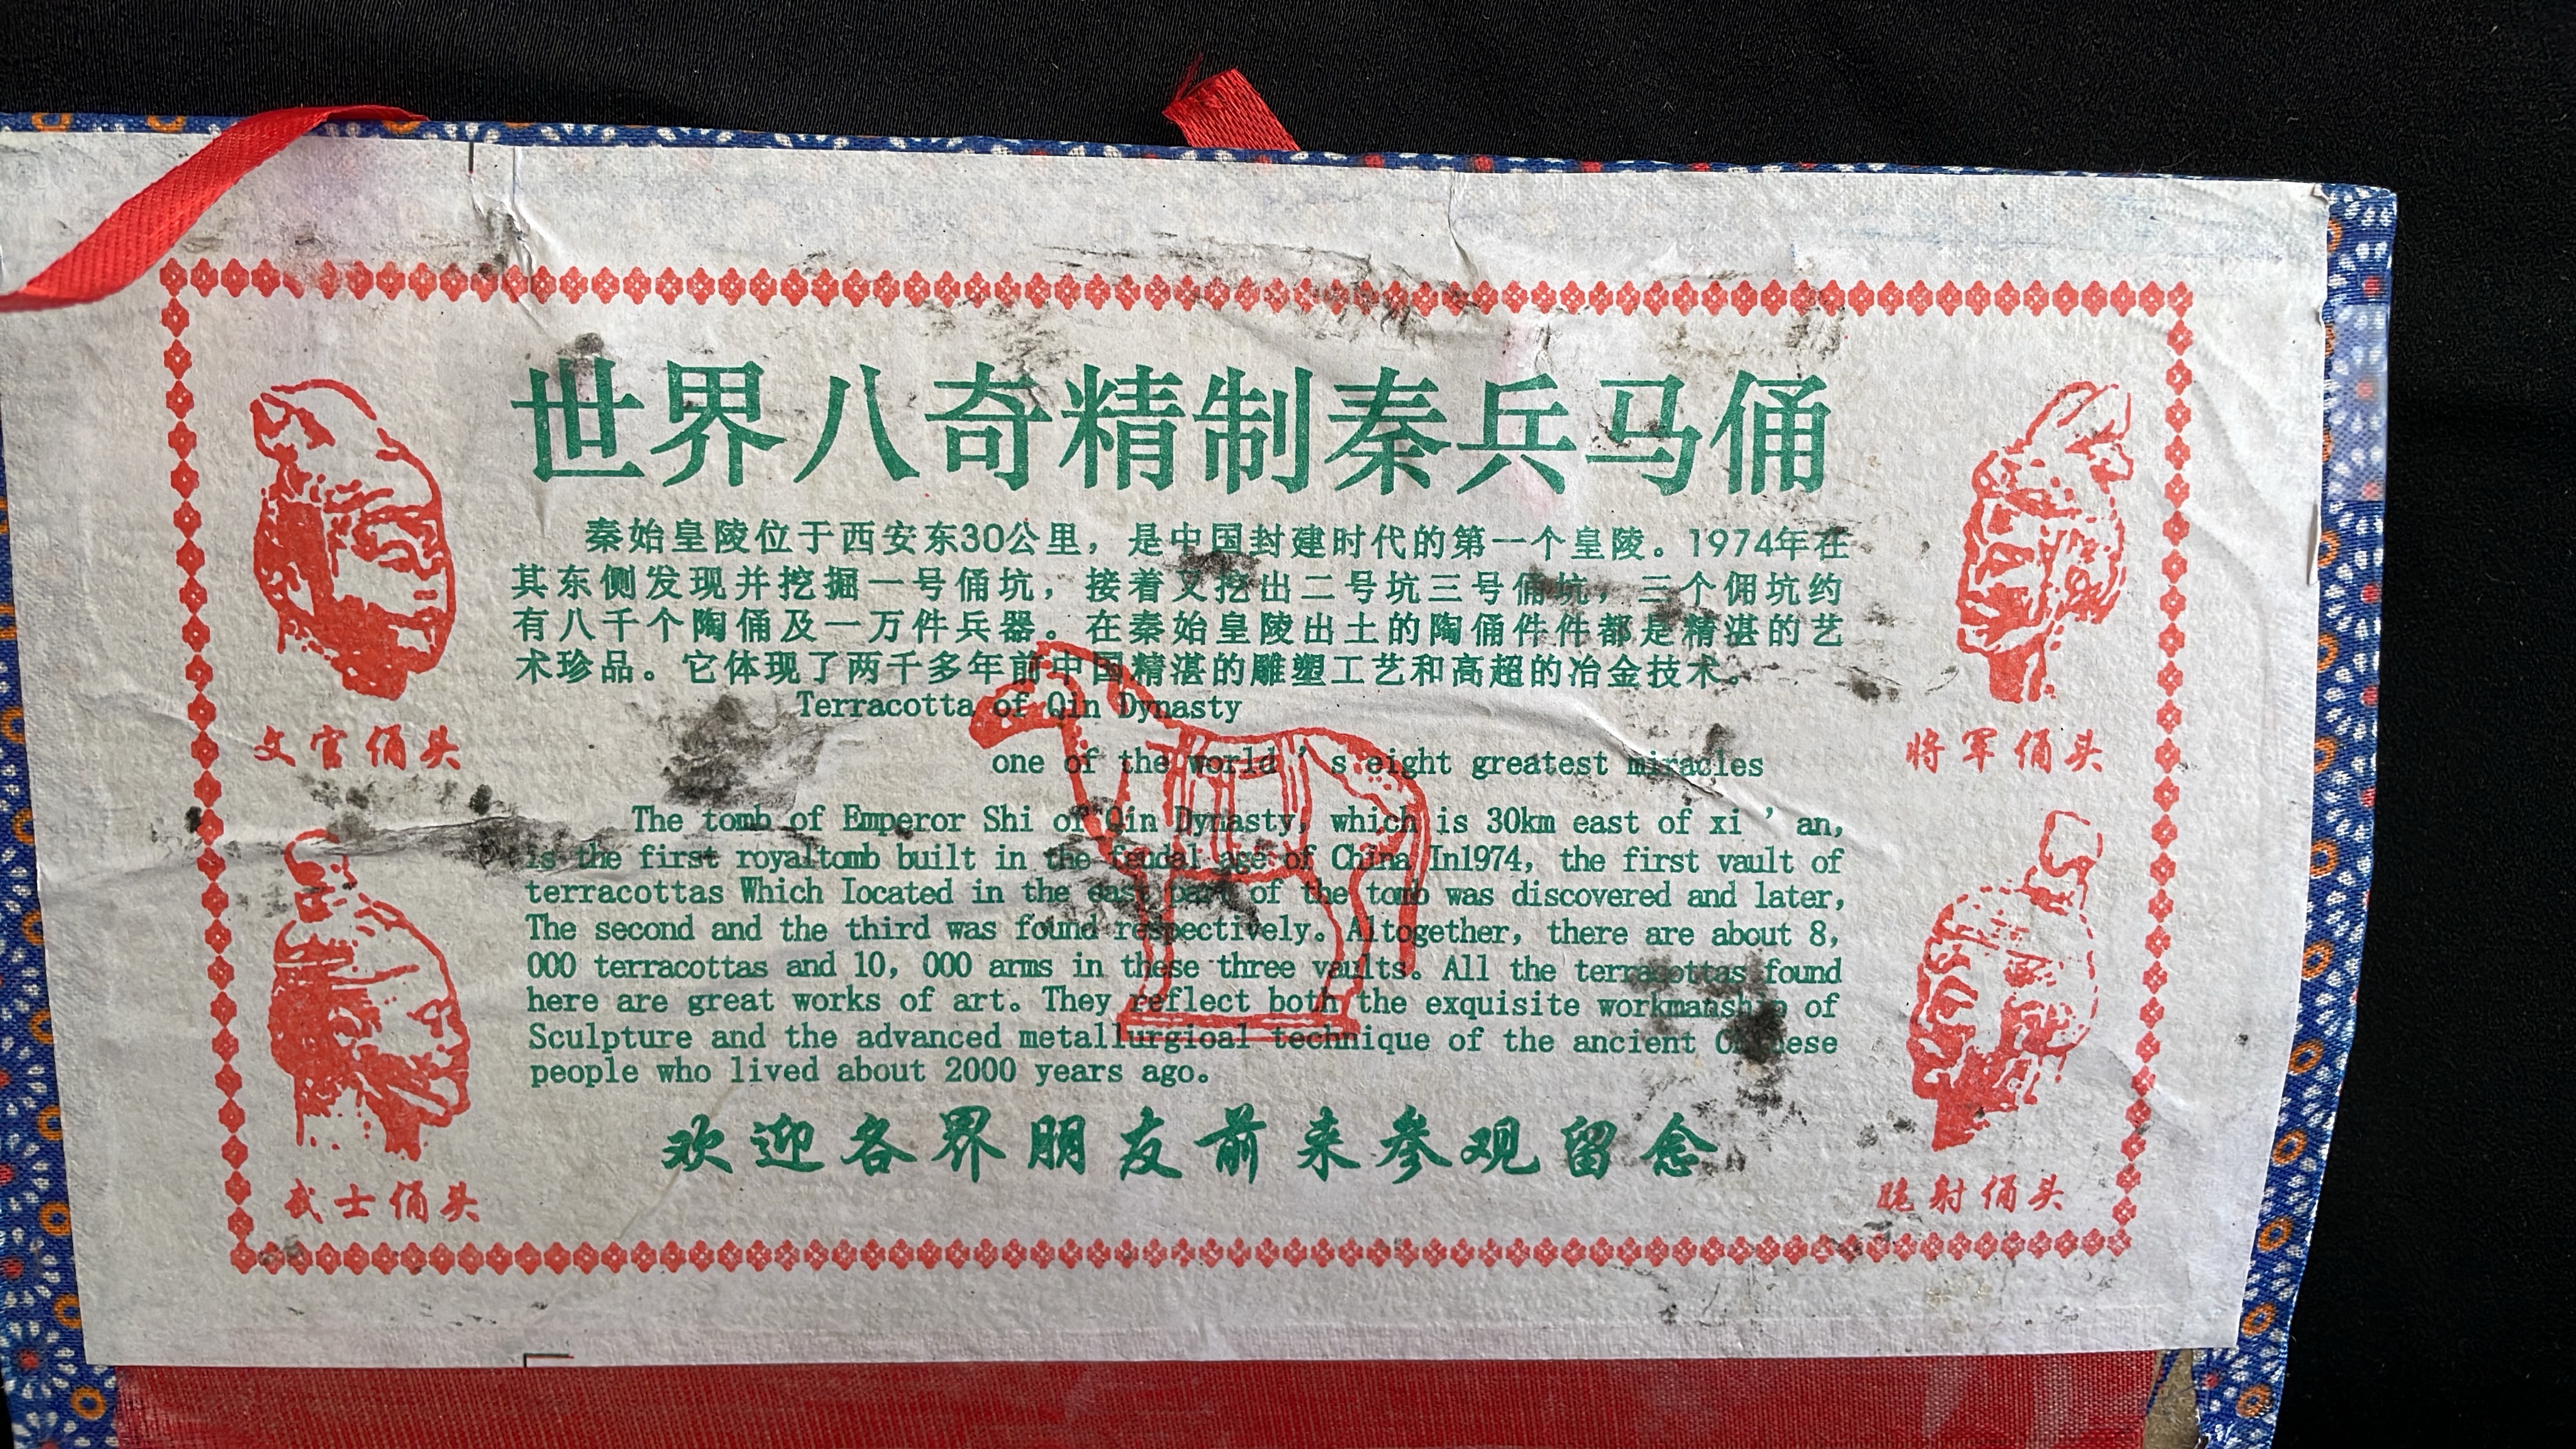 世界八奇精制秦兵马俑
秦始皇陵位于西安东30公里，是中国封建时代的第一个皇陵。1974年在
其东侧发现并挖掘一号俑坑，接着又挖出二号坑三号俑坑，三个佣坑约
有八千个陶俑及一万件兵器。在秦始皇陵出土的陶俑件件都是精湛的艺
术珍品。它体现了两千多年前中国精湛的雕塑工艺和高超的冶金技术。
Terracotta of Qin Dynasty
one of the world ' s eight greatest miracles
The tomb of Emperor Shi of Qin Dynasty, which is 30km east of xi ' an,
is the first royaltomb built in the feudal age of China In1974, the first vault of
terracottas Which Iocated in the east part of the tomb was discovered and later,
The second and the third was found respectively。Altogether, there are about 8,
000 terracottas and 10, 000 arms in these three vaults。All the terracottas found
here are great works of art。They reflect both the exquisite workmanship of
Sculpture and the advanced metallurgioal technique of the ancient Chinese
people who lived about 2000 years ago。
欢迎各界朋友前来参观留念
文官俑头
武士俑头
将军俑头
跪射俑头